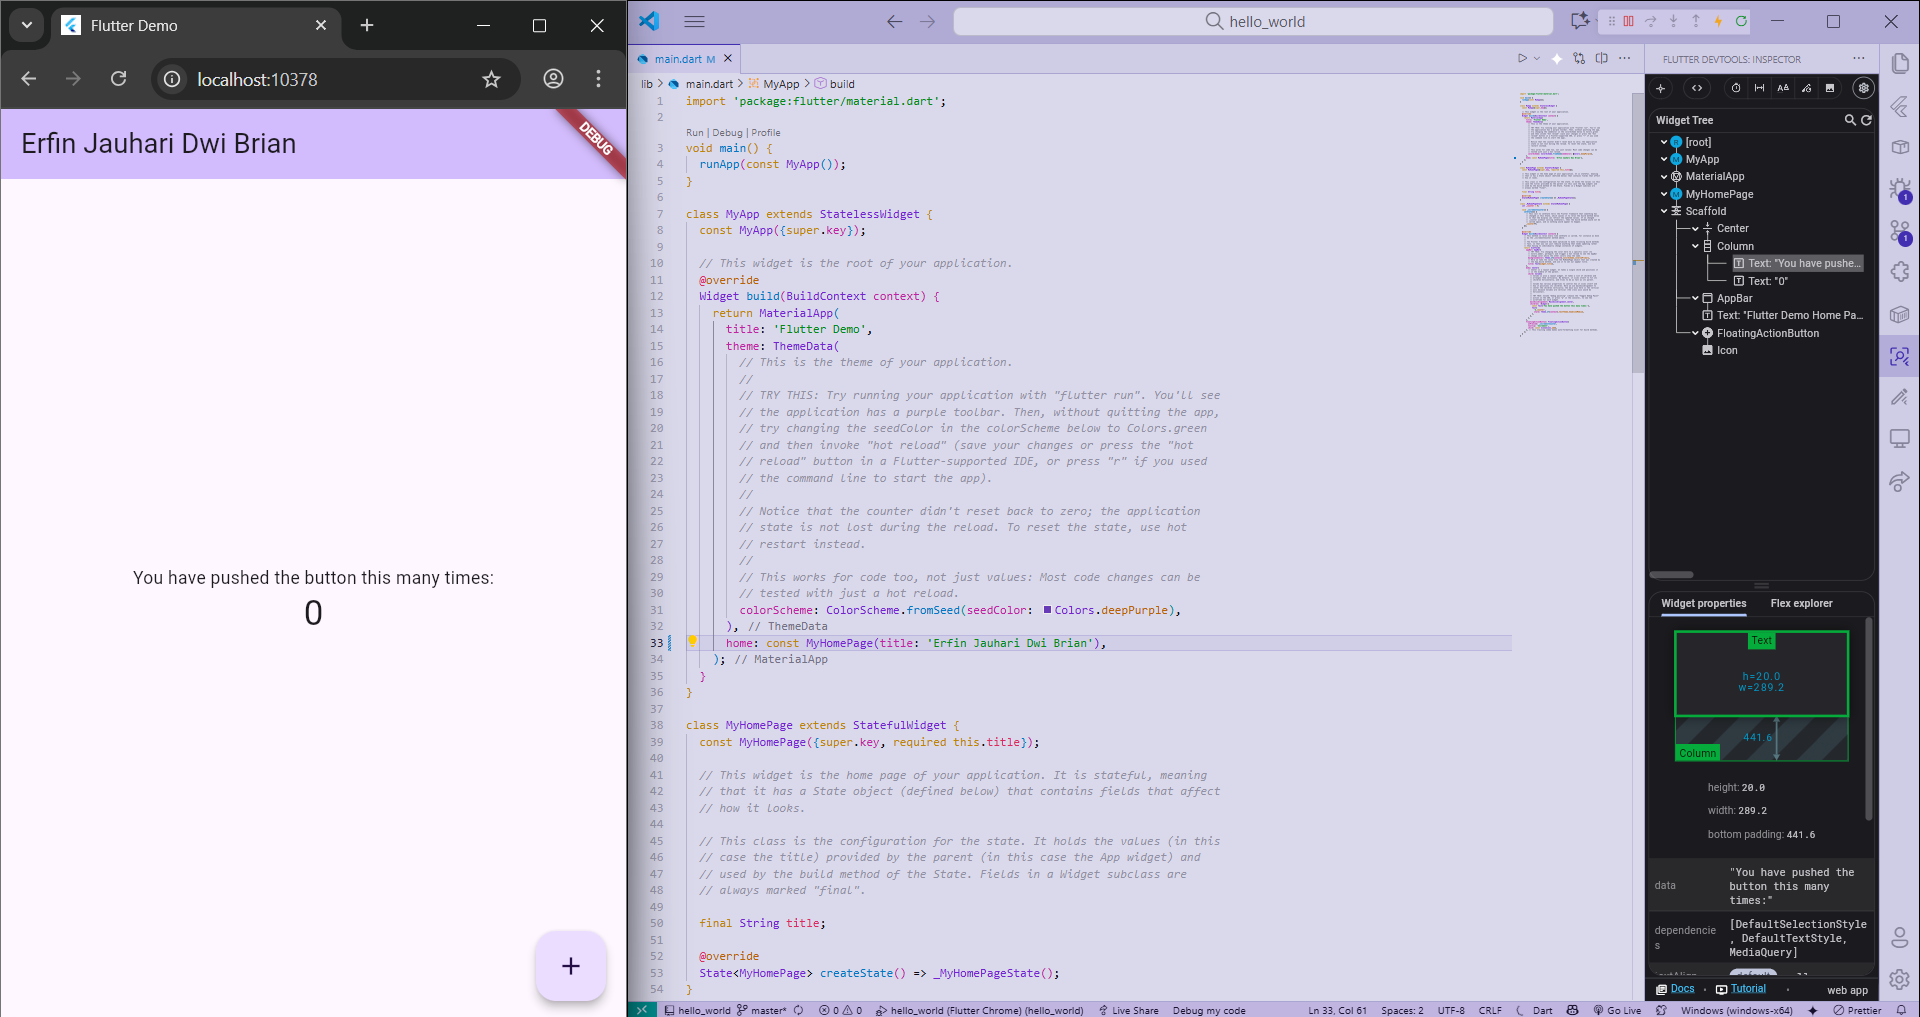 Flutter Demo
localhost:10378
Erfin Jauhari Dwi Brian
DEBUG
You have pushed the button this many times:
0
+
hello_world
main.dart M
lib > main.dart > MyApp > build
1 import 'package:flutter/material.dart';
2
Run | Debug | Profile
3 void main() {
4 runApp(const MyApp());
5 }
6
7 class MyApp extends StatelessWidget {
8 const MyApp({super.key});
9
10 // This widget is the root of your application.
11 @override
12 Widget build(BuildContext context) {
13 return MaterialApp(
14 title: 'Flutter Demo',
15 theme: ThemeData(
16 // This is the theme of your application.
17 //
18 // TRY THIS: Try running your application with "flutter run". You'll see
19 // the application has a purple toolbar. Then, without quitting the app,
20 // try changing the seedColor in the colorScheme below to Colors.green
21 // and then invoke "hot reload" (save your changes or press the "hot
22 // reload" button in a Flutter-supported IDE, or press "r" if you used
23 // the command line to start the app).
24 //
25 // Notice that the counter didn't reset back to zero; the application
26 // state is not lost during the reload. To reset the state, use hot
27 // restart instead.
28 //
29 // This works for code too, not just values: Most code changes can be
30 // tested with just a hot reload.
31 colorScheme: ColorScheme.fromSeed(seedColor: Colors.deepPurple),
32 ), // ThemeData
33 home: const MyHomePage(title: 'Erfin Jauhari Dwi Brian'),
34 ); // MaterialApp
35 }
36 }
37
38 class MyHomePage extends StatefulWidget {
39 const MyHomePage({super.key, required this.title});
40
41 // This widget is the home page of your application. It is stateful, meaning
42 // that it has a State object (defined below) that contains fields that affect
43 // how it looks.
44
45 // This class is the configuration for the state. It holds the values (in this
46 // case the title) provided by the parent (in this case the App widget) and
47 // used by the build method of the State. Fields in a Widget subclass are
48 // always marked "final".
49
50 final String title;
51
52 @override
53 State<MyHomePage> createState() => _MyHomePageState();
54 }
FLUTTER DEVTOOLS: INSPECTOR
Widget Tree
[root]
MyApp
MaterialApp
MyHomePage
Scaffold
Center
Column
Text: "You have pushe...
Text: "0"
AppBar
Text: "Flutter Demo Home Pa...
FloatingActionButton
Icon
Widget properties
Flex explorer
Text
h=20.0
w=289.2
441.6
Column
height: 20.0
width: 289.2
bottom padding: 441.6
data "You have pushed the button this many times:"
dependencies [DefaultSelectionStyle, DefaultTextStyle, MediaQuery]
Docs
Tutorial
web app
1
1
hello_world master* 0 0 hello_world (Flutter Chrome) (hello_world) Live Share Debug my code Ln 33, Col 61 Spaces: 2 UTF-8 CRLF Dart Go Live Windows (windows-x64) Prettier